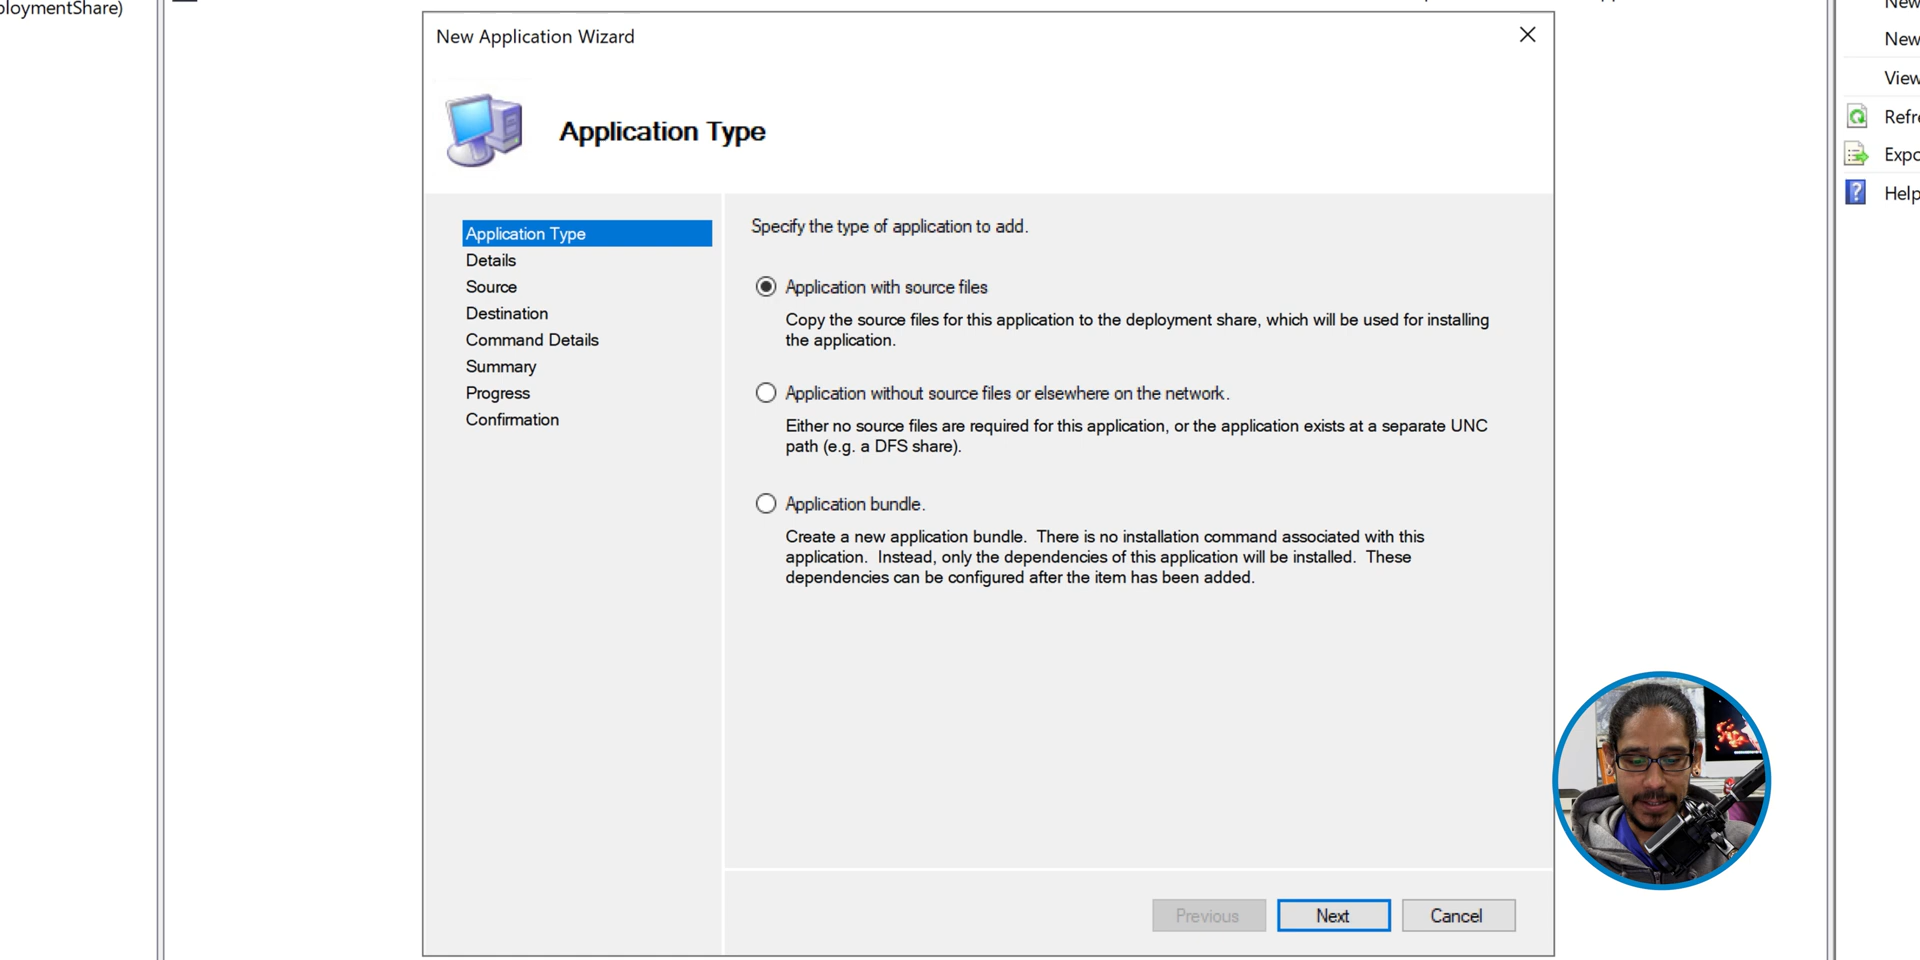 ploymentShare)
New Application Wizard
Application Type
Application Type
Details
Source
Destination
Command Details
Summary
Progress
Confirmation
Specify the type of application to add.
Application with source files
Copy the source files for this application to the deployment share, which will be used for installing
the application.
Application without source files or elsewhere on the network.
Either no source files are required for this application, or the application exists at a separate UNC
path (e.g. a DFS share).
Application bundle.
Create a new application bundle.  There is no installation command associated with this
application.  Instead, only the dependencies of this application will be installed.  These
dependencies can be configured after the item has been added.
Previous
Next
Cancel
New
New
View
Refre
Expo
Help